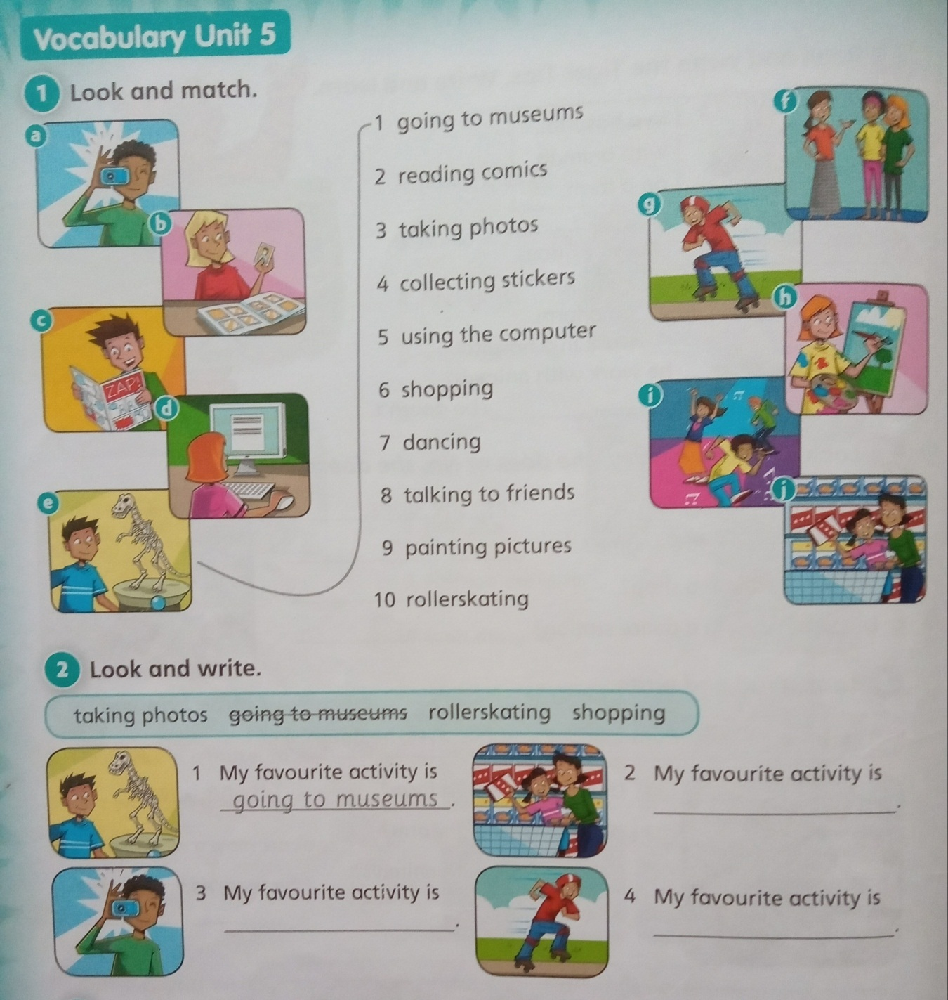 Vocabulary Unit 5
1 Look and match.
a
b
c
ZAP!
d
e
1 going to museums
2 reading comics
3 taking photos
4 collecting stickers
5 using the computer
6 shopping
7 dancing
8 talking to friends
9 painting pictures
10 rollerskating
f
g
h
i
j
2 Look and write.
taking photos going to museums rollerskating shopping
1 My favourite activity is
going to museums.
2 My favourite activity is
.
3 My favourite activity is
.
4 My favourite activity is
.